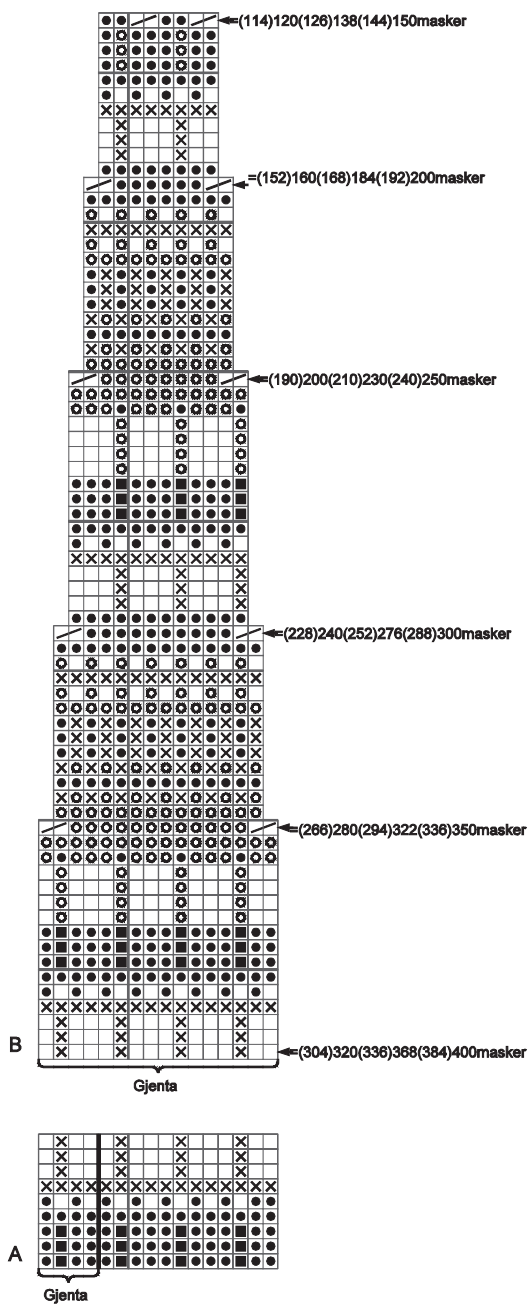 (114)120(126)138(144)150masker
=(152)160(168)184(192)200masker
=(190)200(210)230(240)250masker
=(228)240(252)276(288)300masker
=(266)280(294)322(336)350masker
=(304)320(336)368(384)400masker
B
Gjenta
A
Gjenta